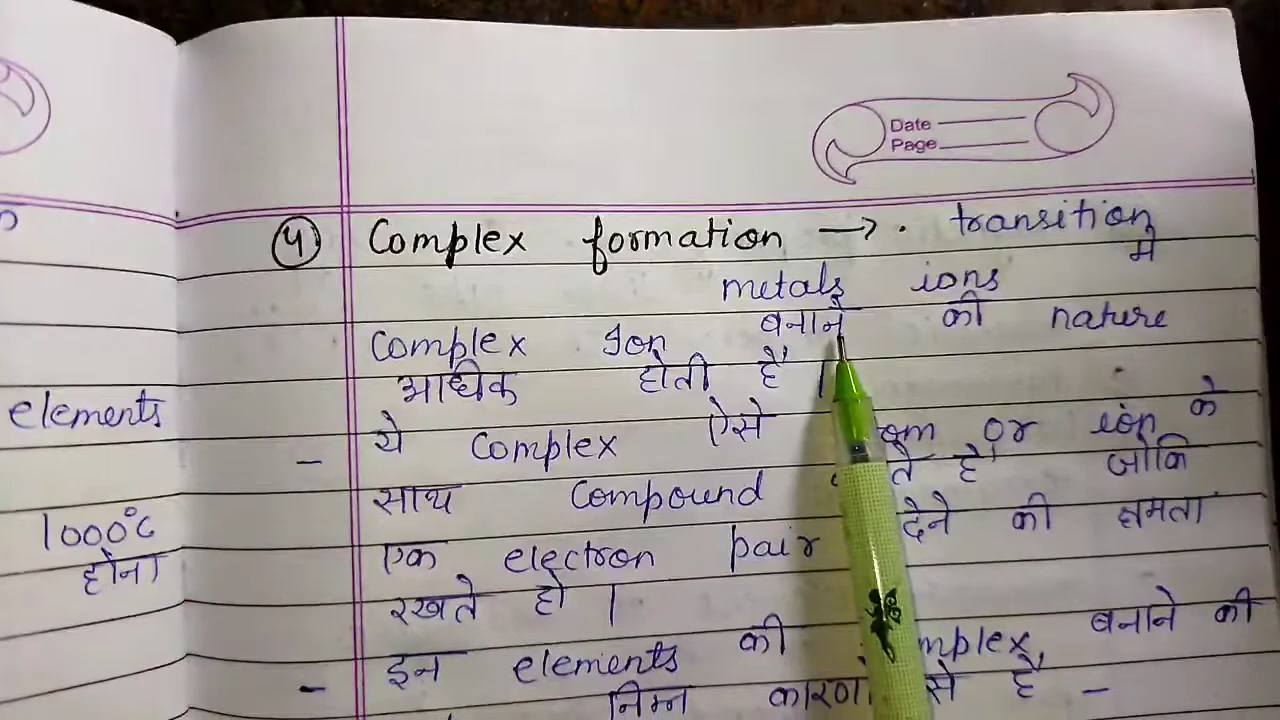 Date
Page
④ Complex formation → . transition
metals ions में
Complex Ion बनाने की nature
अधिक होती है।
- ये complex ऐसे or ion के
साथ compound है जोकि
एक electron pair देने की क्षमता
रखते हो।
- इन elements की बनाने की
निम्न कारणों से है -
elements
1000°C
होना